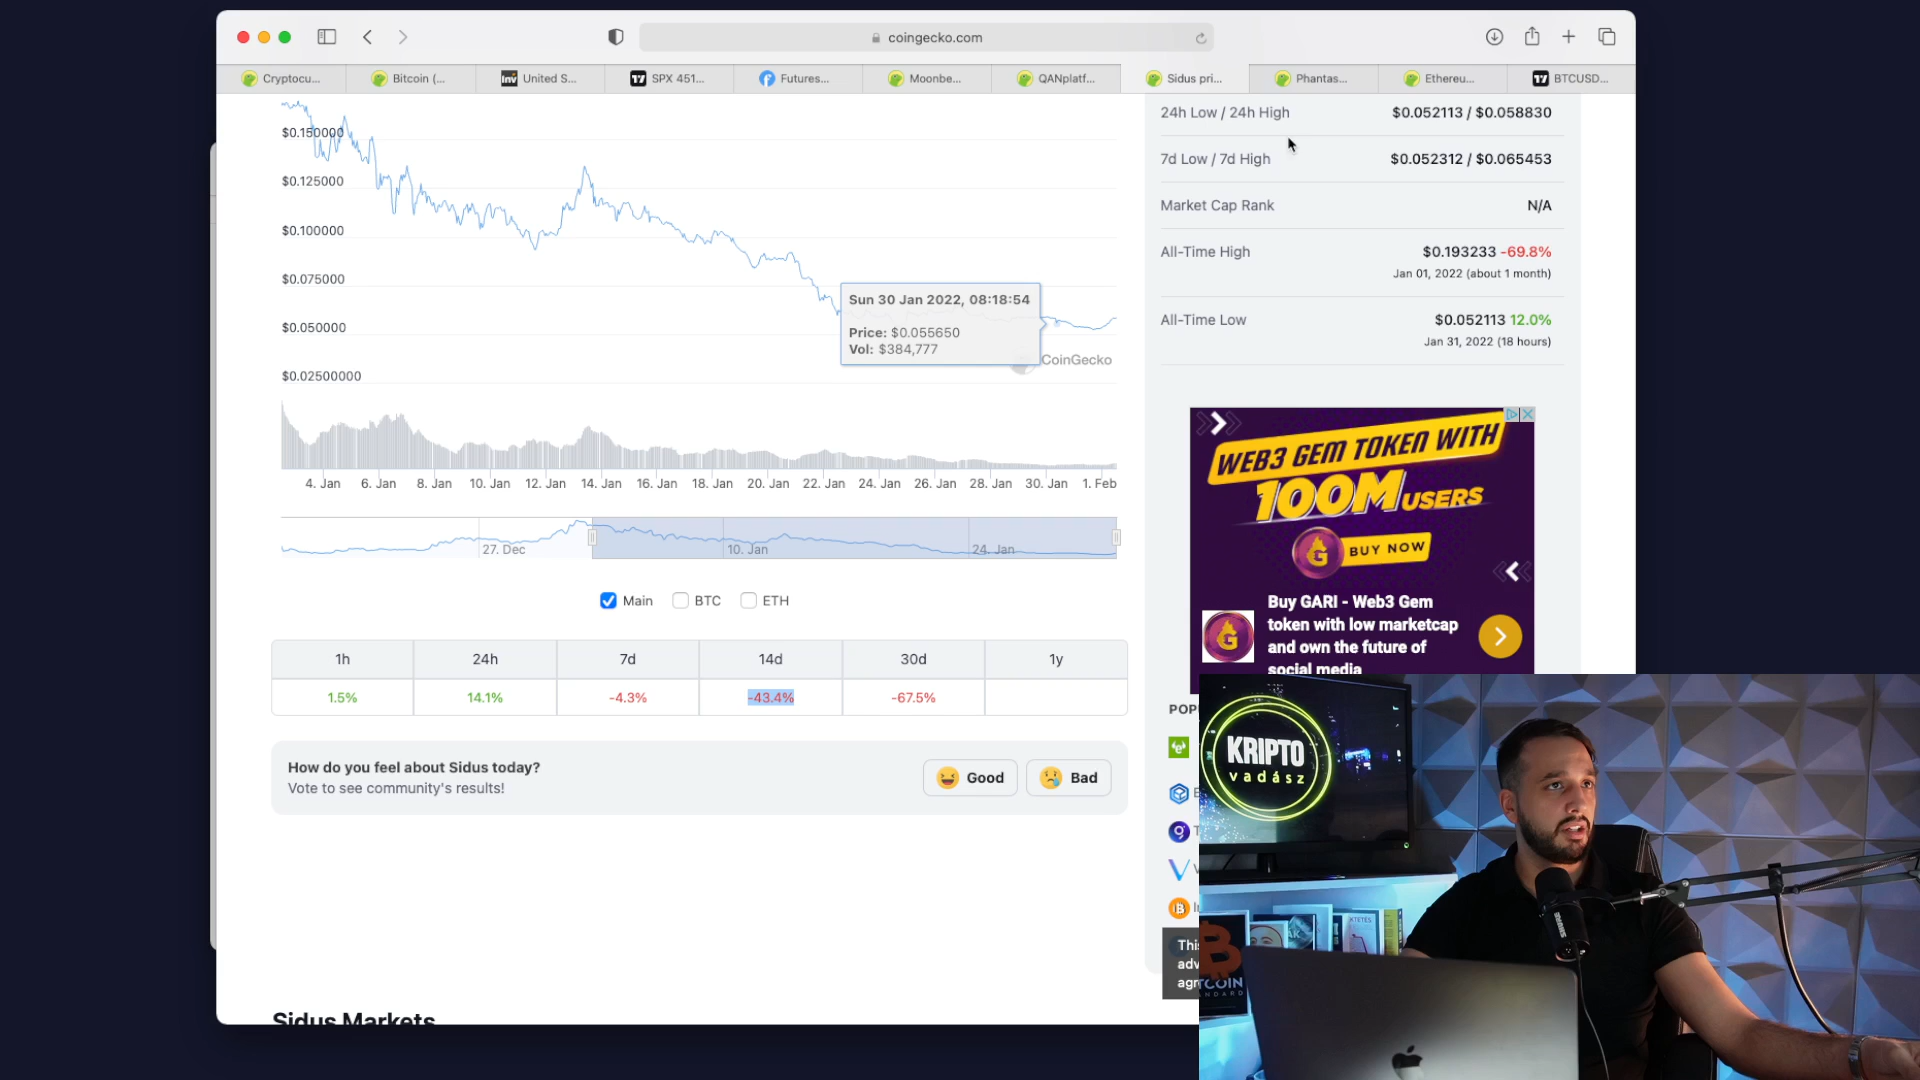 coingecko.com
Cryptocu...
Bitcoin (...
United S...
SPX 451...
Futures...
Moonbe...
QANplatf...
Sidus pri...
Phantas...
Ethereu...
BTCUSD...
$0.150000
$0.125000
$0.100000
$0.075000
$0.050000
$0.02500000
Sun 30 Jan 2022, 08:18:54
Price: $0.055650
Vol: $384,777
CoinGecko
4. Jan 6. Jan 8. Jan 10. Jan 12. Jan 14. Jan 16. Jan 18. Jan 20. Jan 22. Jan 24. Jan 26. Jan 28. Jan 30. Jan 1. Feb
27. Dec 10. Jan 24. Jan
Main BTC ETH
1h 24h 7d 14d 30d 1y
1.5% 14.1% -4.3% -43.4% -67.5%
How do you feel about Sidus today?
Vote to see community's results!
Good Bad
Sidus Markets
24h Low / 24h High $0.052113 / $0.058830
7d Low / 7d High $0.052312 / $0.065453
Market Cap Rank N/A
All-Time High $0.193233 -69.8%
Jan 01, 2022 (about 1 month)
All-Time Low $0.052113 12.0%
Jan 31, 2022 (18 hours)
WEB3 GEM TOKEN WITH
100M USERS
BUY NOW
Buy GARI - Web3 Gem
token with low marketcap
and own the future of
social media
POP
KRIPTO
vadász